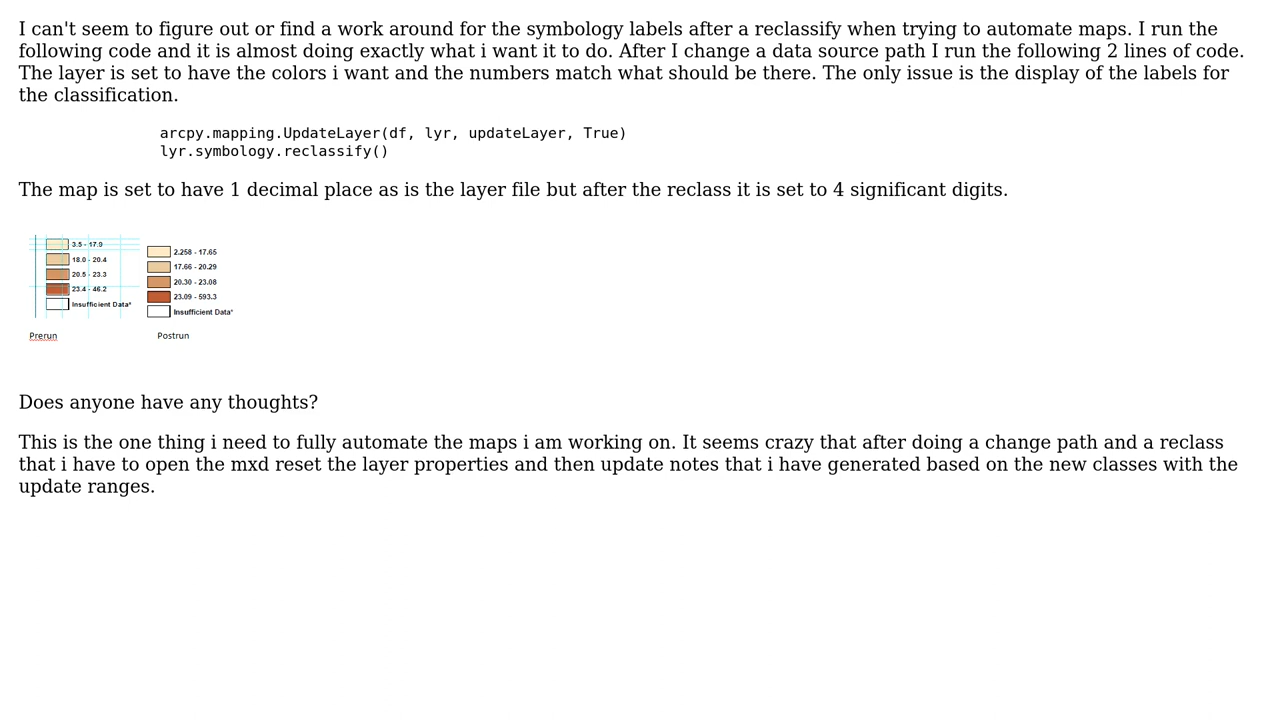 I can't seem to figure out or find a work around for the symbology labels after a reclassify when trying to automate maps. I run the
following code and it is almost doing exactly what i want it to do. After I change a data source path I run the following 2 lines of code.
The layer is set to have the colors i want and the numbers match what should be there. The only issue is the display of the labels for
the classification.
arcpy.mapping.UpdateLayer(df, lyr, updateLayer, True)
lyr.symbology.reclassify()
The map is set to have 1 decimal place as is the layer file but after the reclass it is set to 4 significant digits.
3.5 - 17.9
18.0 - 20.4
20.5 - 23.3
23.4 - 46.2
Insufficient Data*
Prerun
2.258 - 17.65
17.66 - 20.29
20.30 - 23.08
23.09 - 593.3
Insufficient Data*
Postrun
Does anyone have any thoughts?
This is the one thing i need to fully automate the maps i am working on. It seems crazy that after doing a change path and a reclass
that i have to open the mxd reset the layer properties and then update notes that i have generated based on the new classes with the
update ranges.